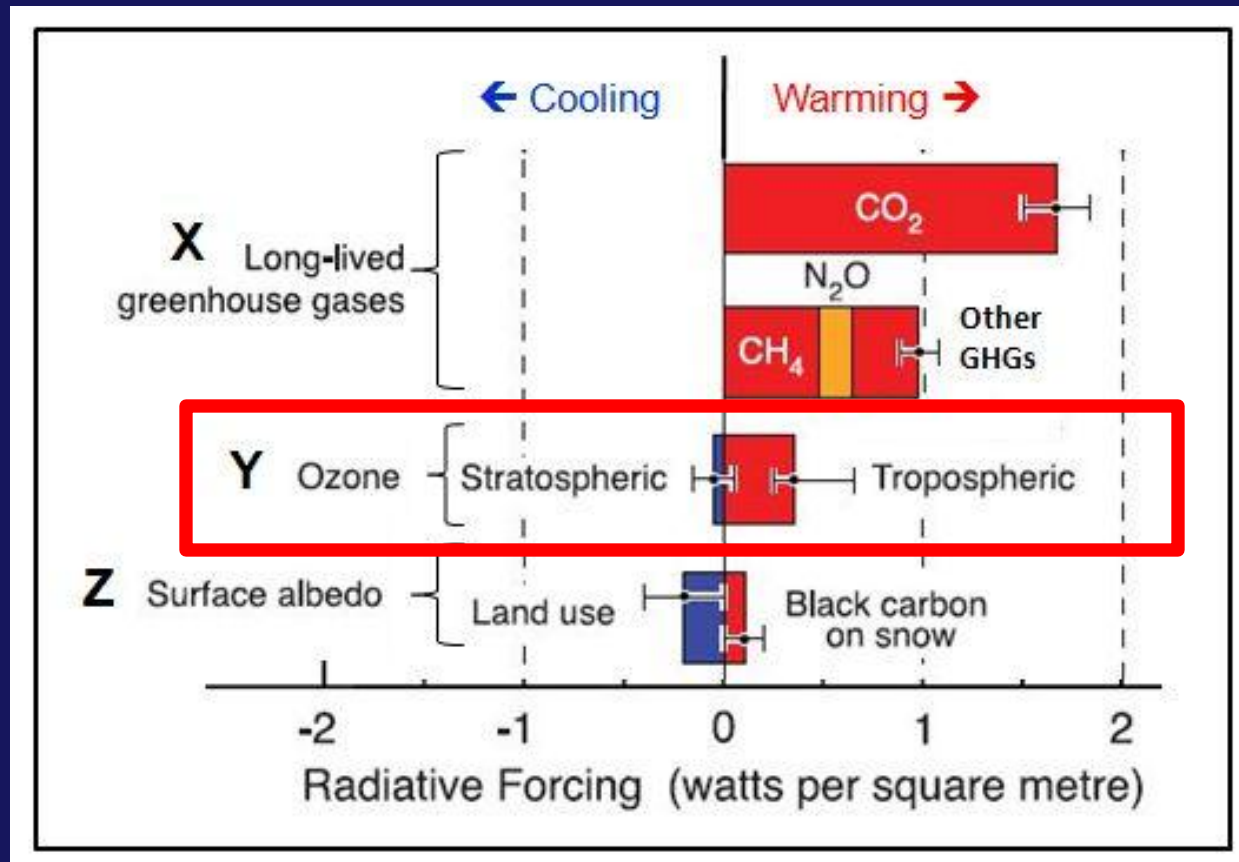 ← Cooling
Warming →
X
Long-lived
greenhouse gases
CO₂
N₂O
CH₄
Other
GHGs
Y
Ozone
Stratospheric
Tropospheric
Z
Surface albedo
Land use
Black carbon
on snow
-2 -1 0 1 2
Radiative Forcing (watts per square metre)